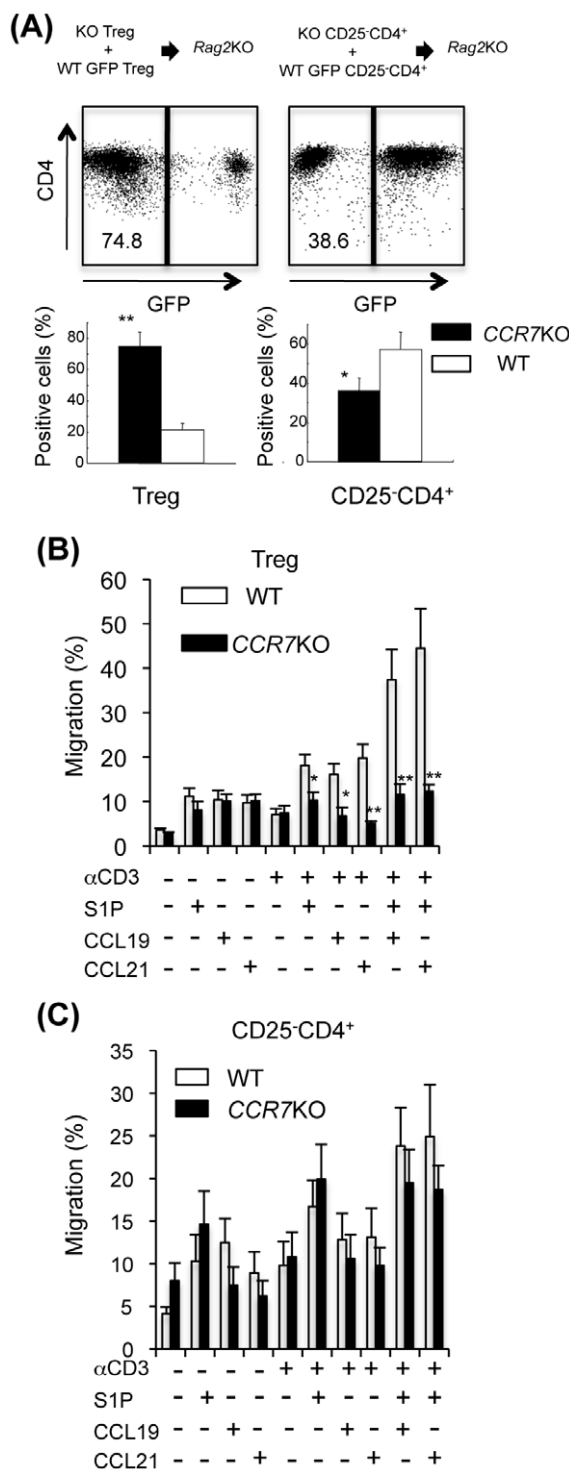 (A)
KO Treg
+
WT GFP Treg
Rag2KO
KO CD25-CD4+
+
WT GFP CD25-CD4+
Rag2KO
CD4
74.8
38.6
GFP
GFP
Positive cells (%)
80
60
40
20
0
**
Treg
Positive cells (%)
80
60
40
20
0
*
CD25-CD4+
CCR7KO
WT
(B)
Treg
WT
CCR7KO
Migration (%)
60
50
40
30
20
10
0
* * ** ** **
αCD3 - - - - + + + + + +
S1P - + - - - + - - + +
CCL19 - - + - - - + - + -
CCL21 - - - + - - - + - +
(C)
CD25-CD4+
WT
CCR7KO
Migration (%)
35
30
25
20
15
10
5
0
αCD3 - - - - + + + + + +
S1P - + - - - + - - + +
CCL19 - - + - - - + - + -
CCL21 - - - + - - - + - +